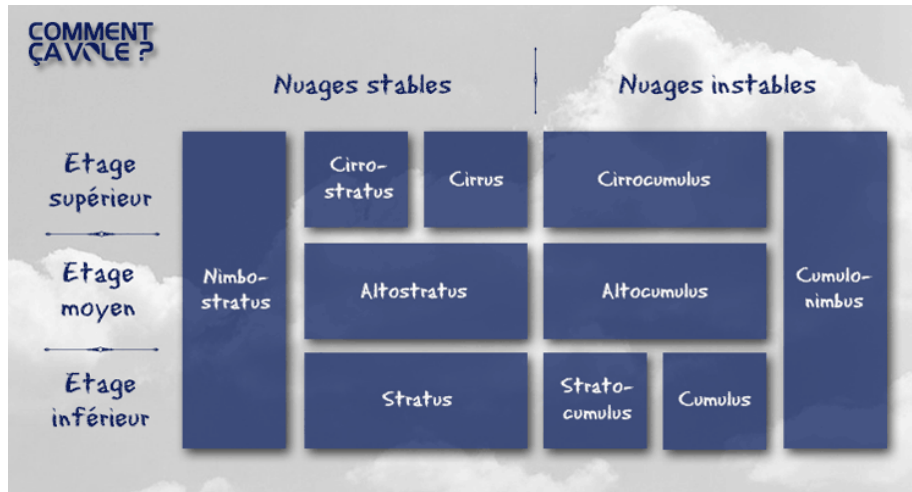 COMMENT
ÇA VOLE ?
Nuages stables
Nuages instables
Etage
supérieur
Cirro-
stratus
Cirrus
Cirrocumulus
Etage
moyen
Nimbo-
stratus
Altostratus
Altocumulus
Cumulo-
nimbus
Etage
inférieur
Stratus
Strato-
cumulus
Cumulus